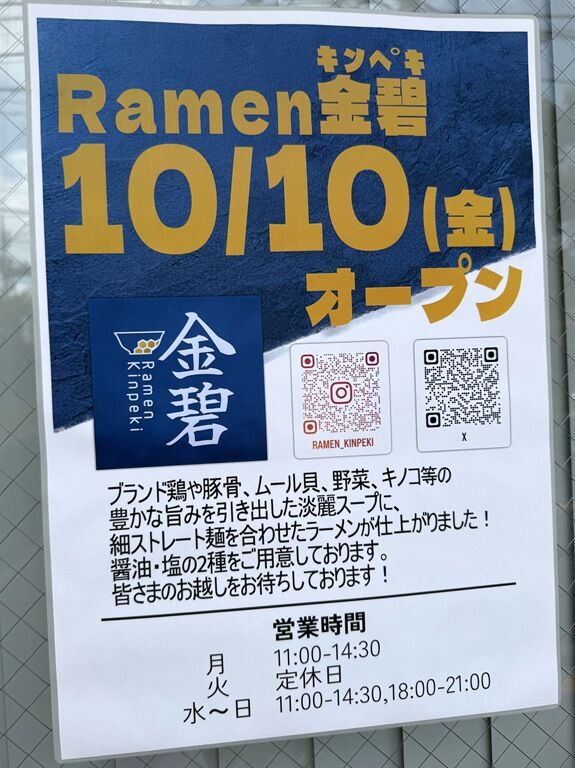 キンペキ
Ramen金碧
10/10(金)
オープン
金碧
Ramen
Kinpeki
RAMEN_KINPEKI
X
ブランド鶏や豚骨、ムール貝、野菜、キノコ等の
豊かな旨みを引き出した淡麗スープに、
細ストレート麺を合わせたラーメンが仕上がりました！
醤油・塩の2種をご用意しております。
皆さまのお越しをお待ちしております！
営業時間
月 11:00-14:30
火 定休日
水〜日 11:00-14:30,18:00-21:00